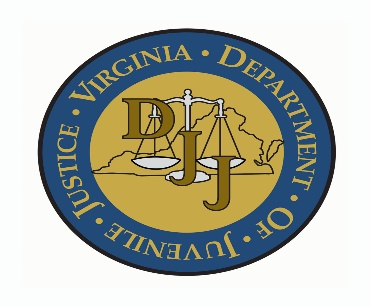 • VIRGINIA • DEPARTMENT • OF • JUVENILE • JUSTICE
DJJ